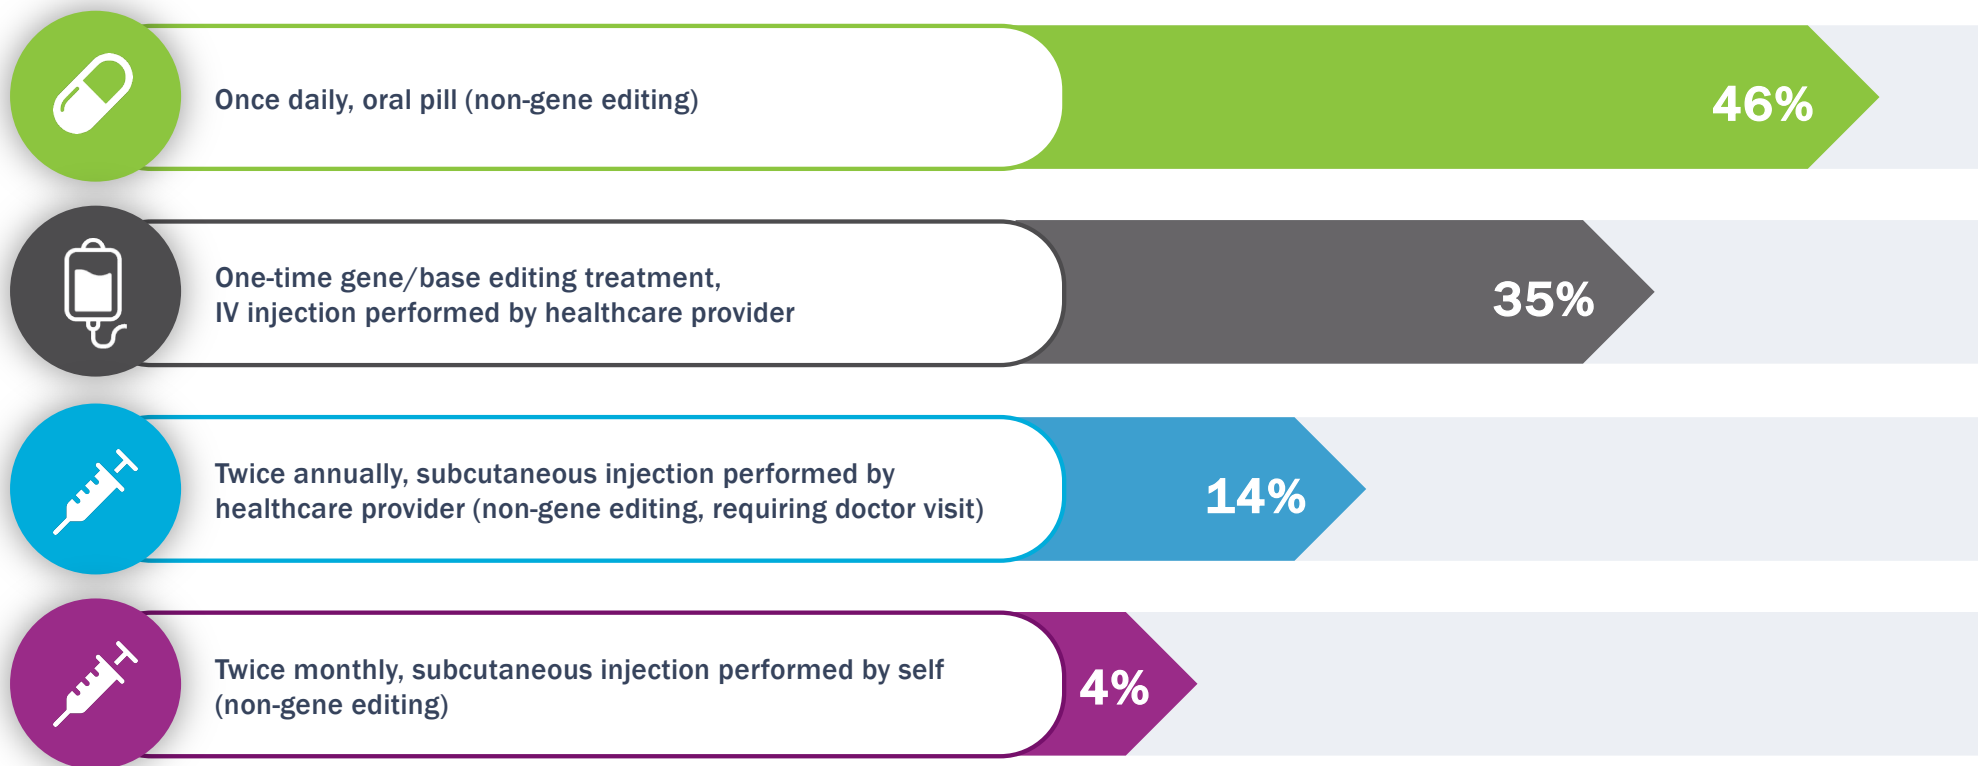 Once daily, oral pill (non-gene editing)
46%
One-time gene/base editing treatment,
IV injection performed by healthcare provider
35%
Twice annually, subcutaneous injection performed by
healthcare provider (non-gene editing, requiring doctor visit)
14%
Twice monthly, subcutaneous injection performed by self
(non-gene editing)
4%